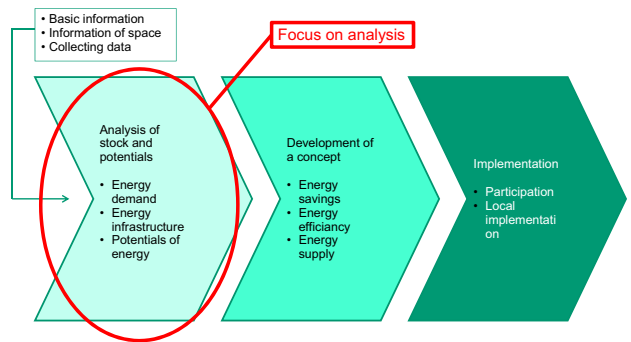 • Basic information
• Information of space
• Collecting data
Focus on analysis
Analysis of
stock and
potentials
• Energy
demand
• Energy
infrastructure
• Potentials of
energy
Development of
a concept
• Energy
savings
• Energy
efficiancy
• Energy
supply
Implementation
• Participation
• Local
implementati
on